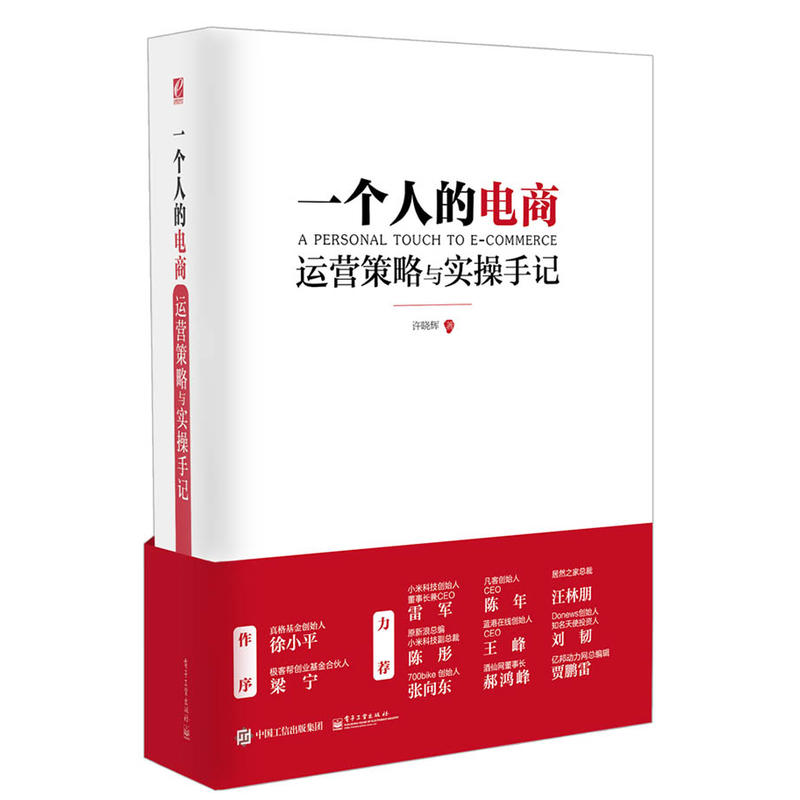 一个人的电商
运营策略与实操手记
电子工业出版社
一个人的电商
A PERSONAL TOUCH TO E-COMMERCE
运营策略与实操手记
许晓辉 著
作序
真格基金创始人
徐小平
极客帮创业基金合伙人
梁宁
力荐
小米科技创始人
董事长兼CEO
雷军
原新浪总编
小米科技副总裁
陈彤
700bike 创始人
张向东
凡客创始人
CEO
陈年
蓝港在线创始人
CEO
王峰
酒仙网董事长
郝鸿峰
居然之家总裁
汪林朋
Donews创始人
知名天使投资人
刘韧
亿邦动力网总编辑
贾鹏雷
中国工信出版集团
电子工业出版社